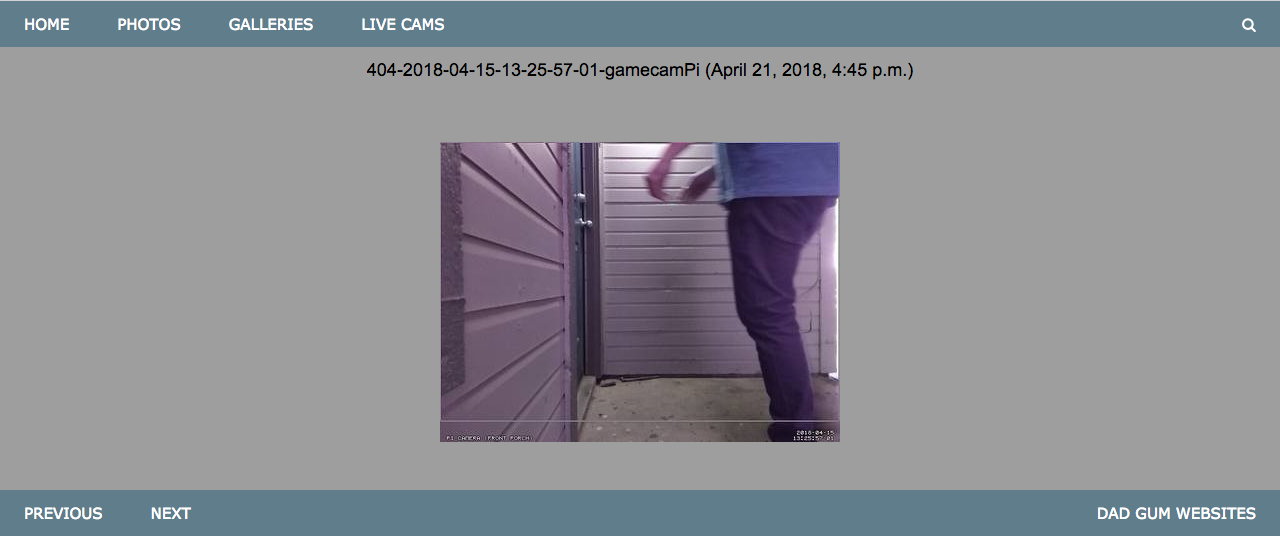 HOME PHOTOS GALLERIES LIVE CAMS
404-2018-04-15-13-25-57-01-gamecamPi (April 21, 2018, 4:45 p.m.)
PI CAMERA (FRONT PORCH)
2018-04-15
13:25:57 01
PREVIOUS NEXT DAD GUM WEBSITES